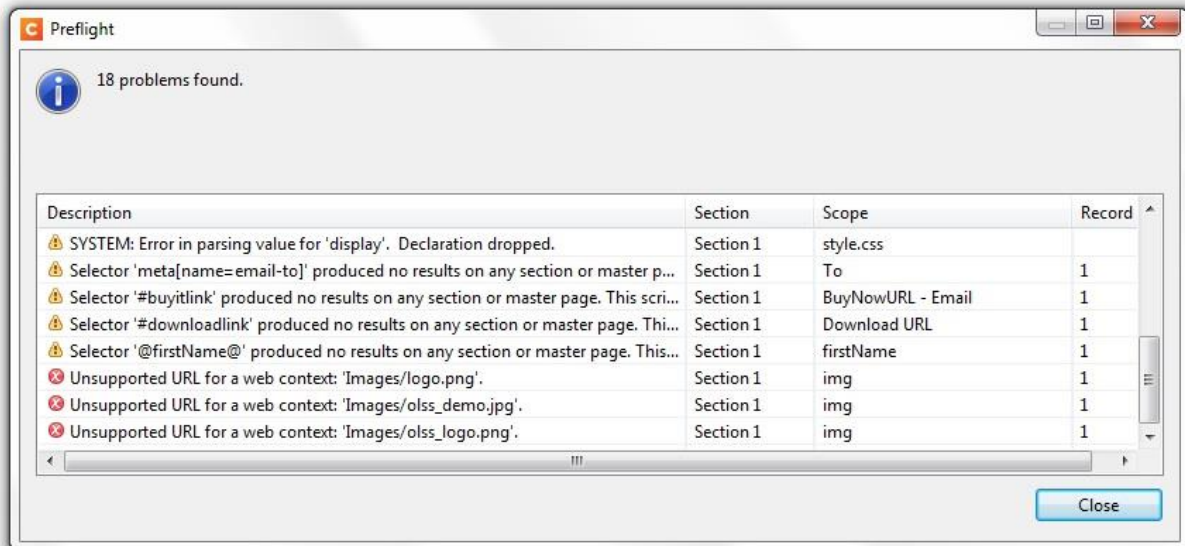 C Preflight
18 problems found.
Description Section Scope Record
SYSTEM: Error in parsing value for 'display'. Declaration dropped. Section 1 style.css
Selector 'meta[name=email-to]' produced no results on any section or master p... Section 1 To 1
Selector '#buyitlink' produced no results on any section or master page. This scri... Section 1 BuyNowURL - Email 1
Selector '#downloadlink' produced no results on any section or master page. Thi... Section 1 Download URL 1
Selector '@firstName@' produced no results on any section or master page. This... Section 1 firstName 1
Unsupported URL for a web context: 'Images/logo.png'. Section 1 img 1
Unsupported URL for a web context: 'Images/olss_demo.jpg'. Section 1 img 1
Unsupported URL for a web context: 'Images/olss_logo.png'. Section 1 img 1
Close